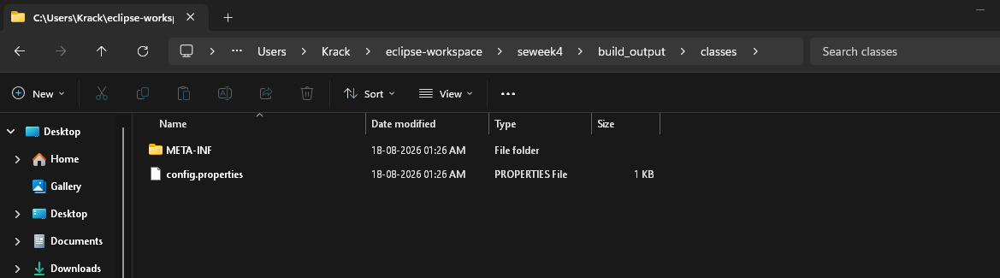 C:\Users\Krack\eclipse-worksp
Users > Krack > eclipse-workspace > seweek4 > build_output > classes >
Search classes
New
Sort
View
Name
Date modified
Type
Size
META-INF 18-08-2026 01:26 AM File folder
config.properties 18-08-2026 01:26 AM PROPERTIES File 1 KB
Desktop
Home
Gallery
Desktop
Documents
Downloads